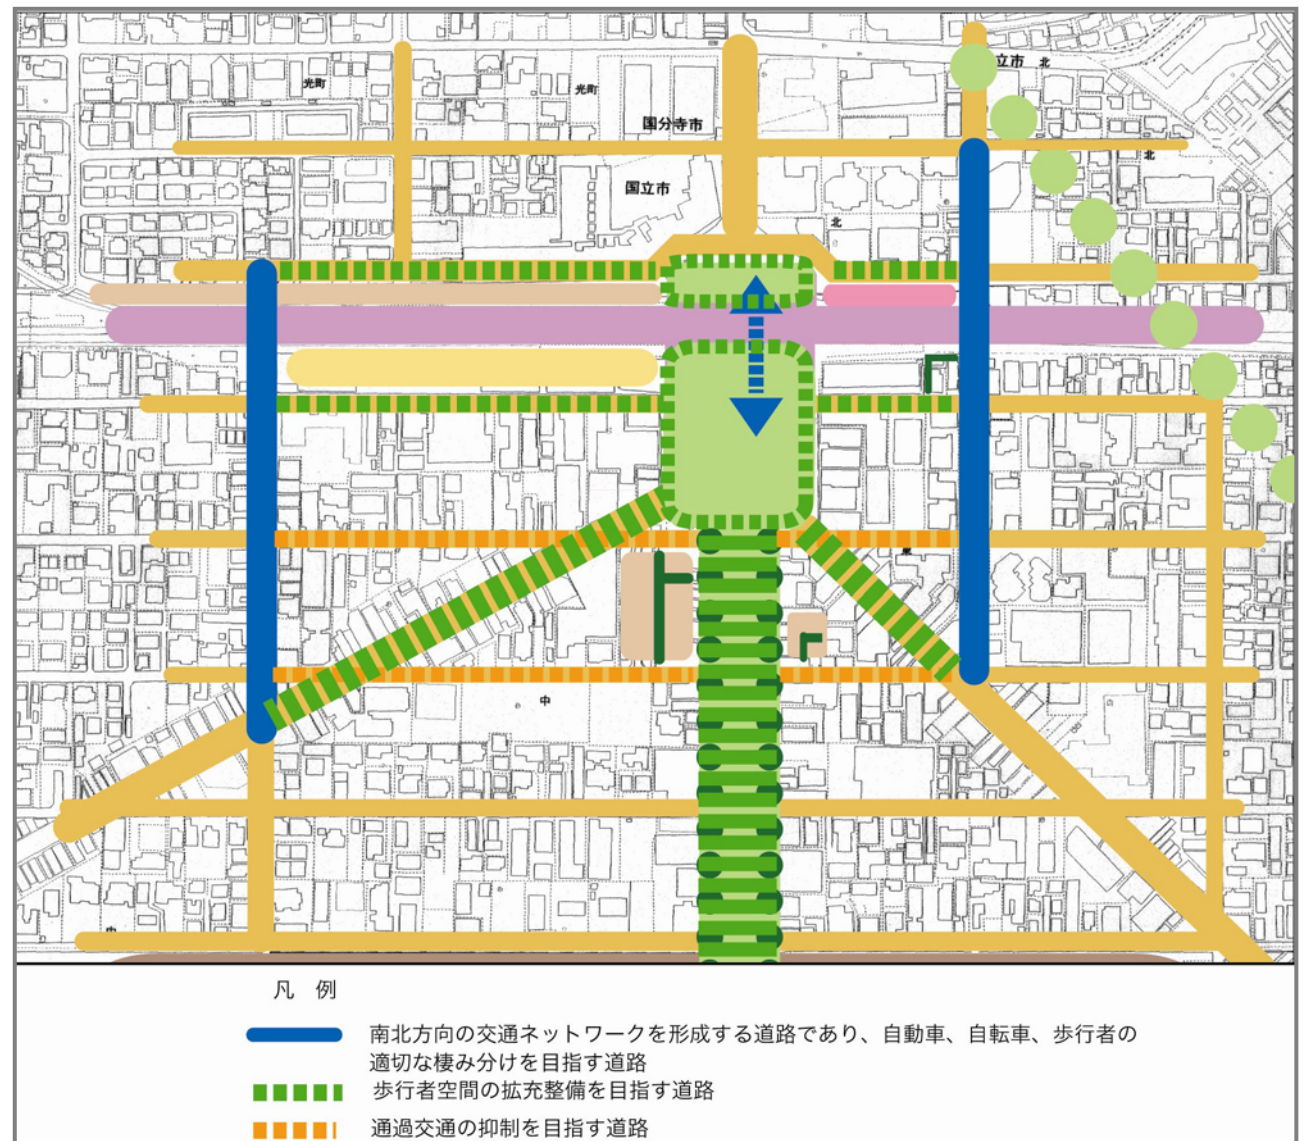 立市 北
光町
光町
国分寺市
北
国立市
北
東
中
中
凡 例
南北方向の交通ネットワークを形成する道路であり、自動車、自転車、歩行者の
適切な棲み分けを目指す道路
歩行者空間の拡充整備を目指す道路
通過交通の抑制を目指す道路